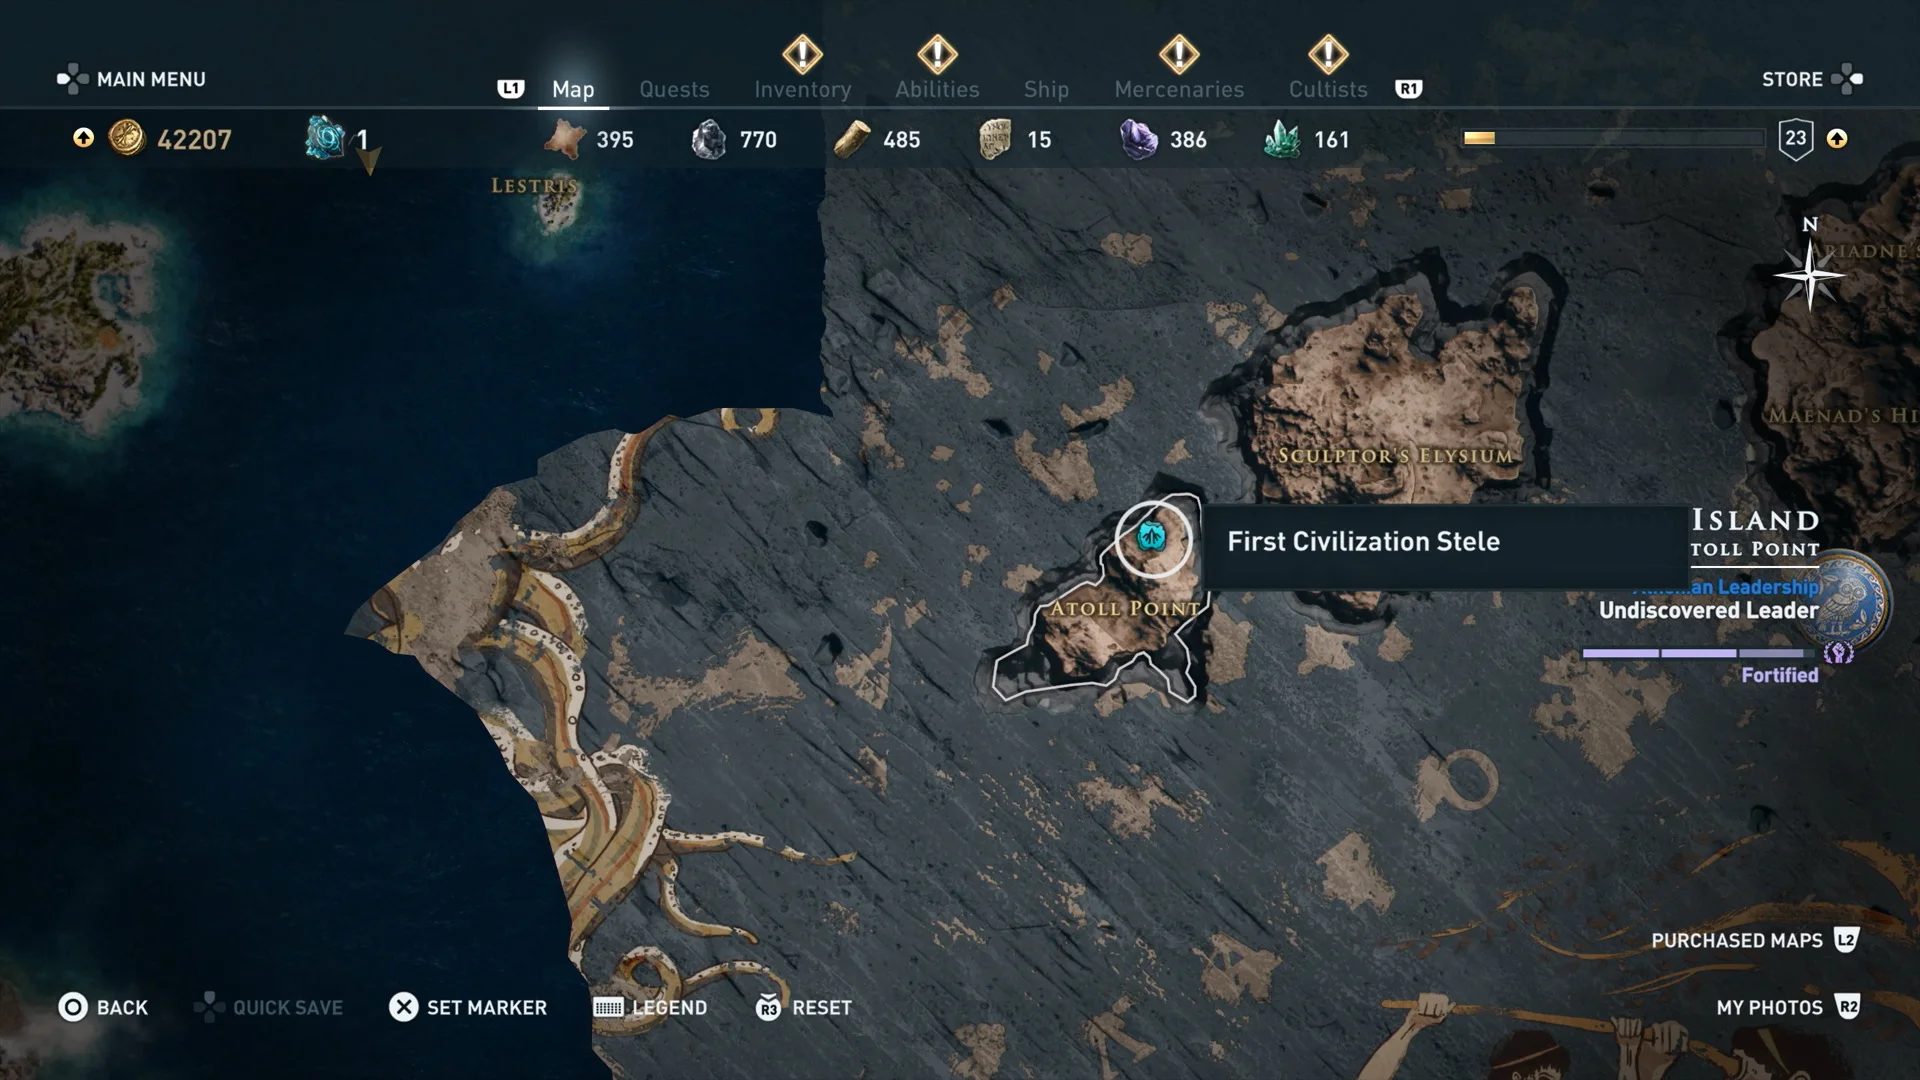 MAIN MENU
L1 Map Quests Inventory Abilities Ship Mercenaries Cultists R1
STORE
42207 1 395 770 485 15 386 161 23
LESTRIS
N
SCULPTOR'S ELYSIUM
First Civilization Stele
ISLAND
TOLL POINT
ATOLL POINT
Leadership
Undiscovered Leader
Fortified
PURCHASED MAPS L2
BACK QUICK SAVE SET MARKER LEGEND R3 RESET
MY PHOTOS R2